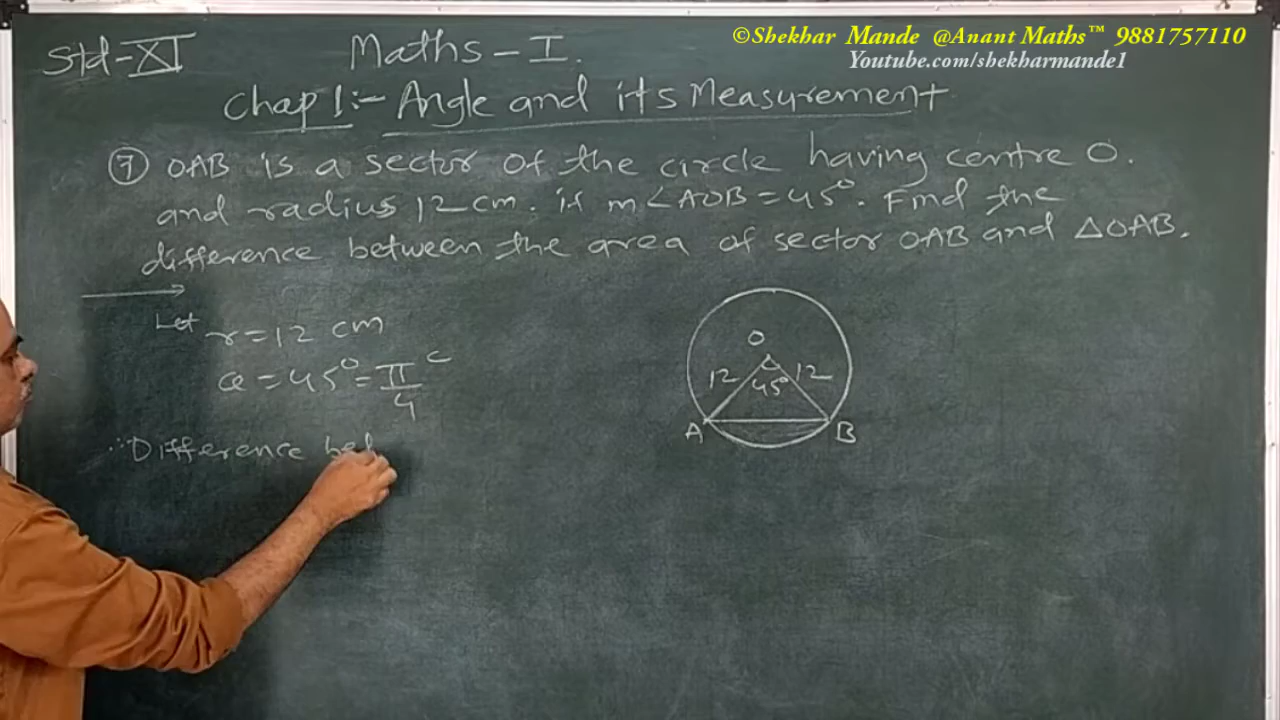 ©Shekhar Mande @Anant Maths™ 9881757110
Youtube.com/shekharmande1
Std-XI Maths-I.
Chap 1:- Angle and its Measurement
⑦ OAB is a sector of the circle having centre O.
and radius 12cm. if m∠AOB=45°. Find the
difference between the area of sector OAB and △OAB.
Let r=12 cm
θ=45°=π/4 c
∴Difference bet
O
12 45° 12
A B